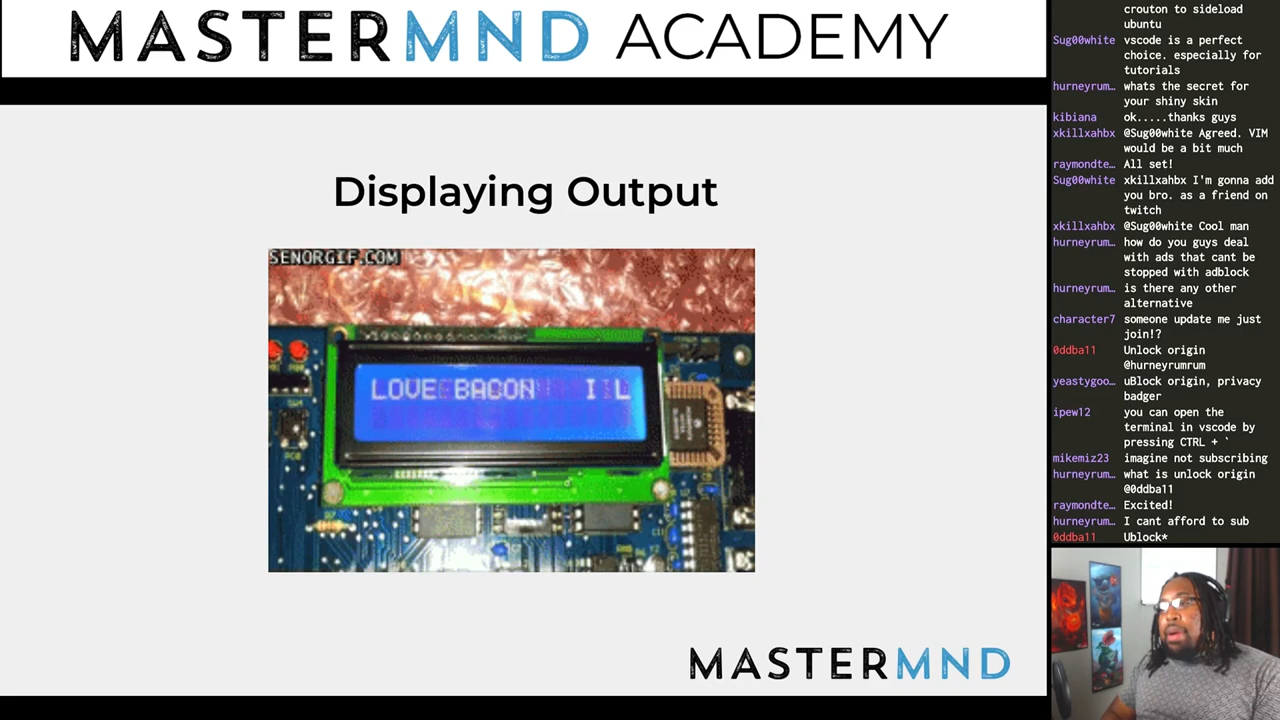 MASTERMND ACADEMY
Displaying Output
SENORGIF.COM
LOVE BACON I L
MASTERMND
crouton to sideload
ubuntu
Sug00white vscode is a perfect
choice. especially for
tutorials
hurneyrum… whats the secret for
your shiny skin
kibiana ok.....thanks guys
xkillxahbx @Sug00white Agreed. VIM
would be a bit much
raymondte… All set!
Sug00white xkillxahbx I'm gonna add
you bro. as a friend on
twitch
xkillxahbx @Sug00white Cool man
hurneyrum… how do you guys deal
with ads that cant be
stopped with adblock
hurneyrum… is there any other
alternative
character7 someone update me just
join!?
0ddba11 Unlock origin
@hurneyrumrum
yeastygoo… uBlock origin, privacy
badger
ipew12 you can open the
terminal in vscode by
pressing CTRL + `
mikemiz23 imagine not subscribing
hurneyrum… what is unlock origin
@0ddba11
raymondte… Excited!
hurneyrum… I cant afford to sub
0ddba11 Ublock*